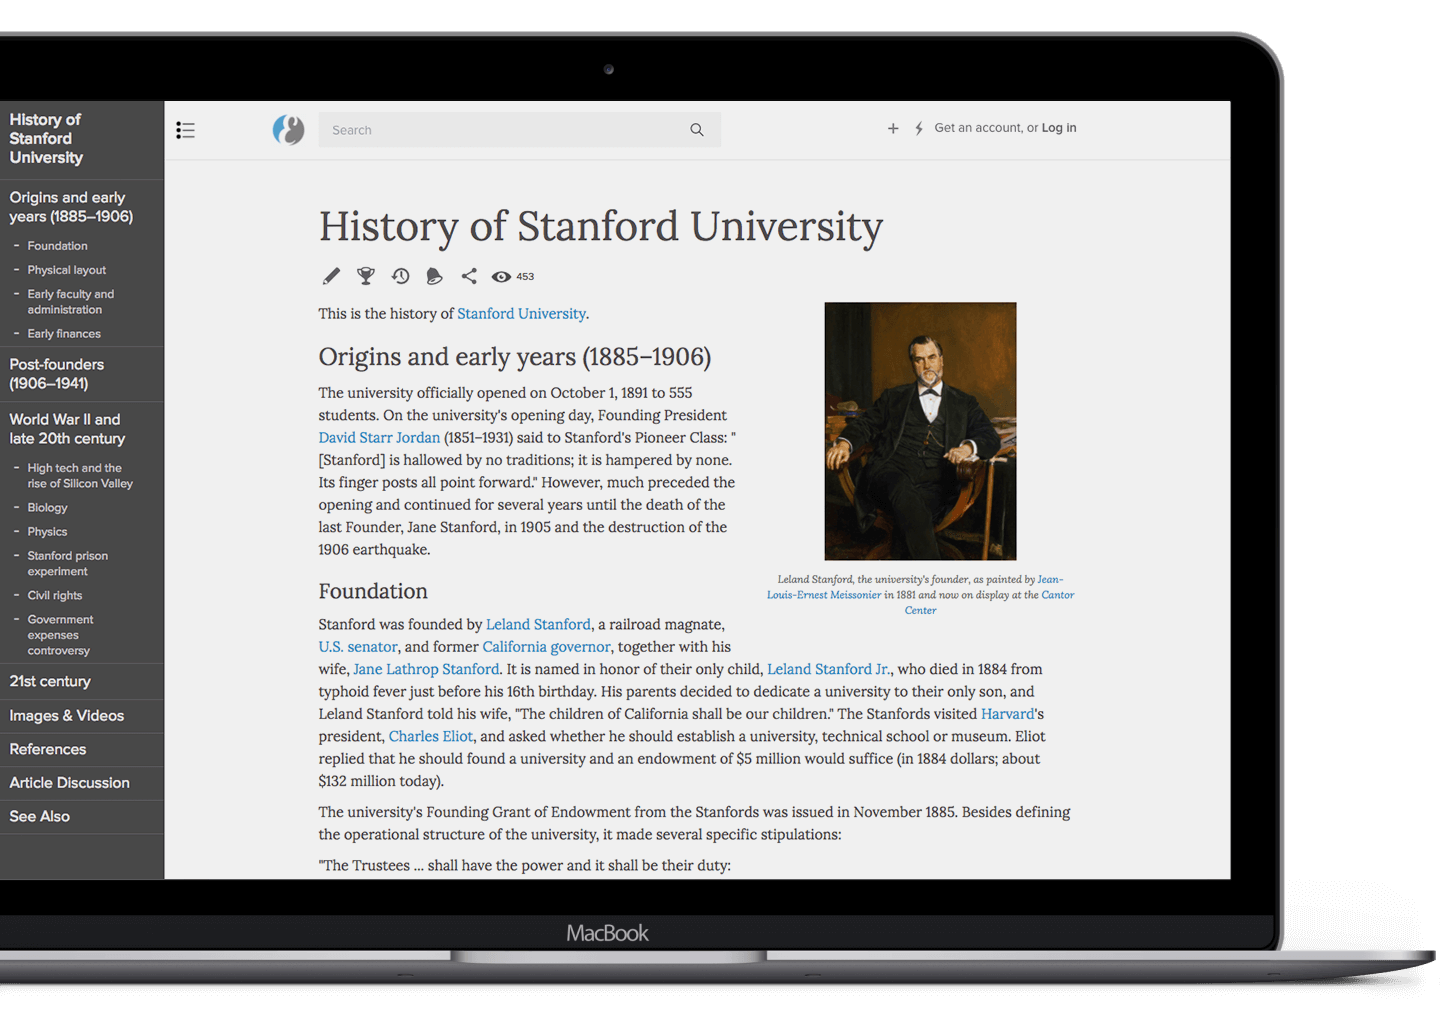 History of
Stanford
University
Origins and early
years (1885–1906)
- Foundation
- Physical layout
- Early faculty and
administration
- Early finances
Post-founders
(1906–1941)
World War II and
late 20th century
- High tech and the
rise of Silicon Valley
- Biology
- Physics
- Stanford prison
experiment
- Civil rights
- Government
expenses
controversy
21st century
Images & Videos
References
Article Discussion
See Also
Search
Get an account, or Log in
History of Stanford University
453
This is the history of Stanford University.
Origins and early years (1885–1906)
The university officially opened on October 1, 1891 to 555
students. On the university's opening day, Founding President
David Starr Jordan (1851–1931) said to Stanford's Pioneer Class: "
[Stanford] is hallowed by no traditions; it is hampered by none.
Its finger posts all point forward." However, much preceded the
opening and continued for several years until the death of the
last Founder, Jane Stanford, in 1905 and the destruction of the
1906 earthquake.
Leland Stanford, the university's founder, as painted by Jean-
Louis-Ernest Meissonier in 1881 and now on display at the Cantor
Center
Foundation
Stanford was founded by Leland Stanford, a railroad magnate,
U.S. senator, and former California governor, together with his
wife, Jane Lathrop Stanford. It is named in honor of their only child, Leland Stanford Jr., who died in 1884 from
typhoid fever just before his 16th birthday. His parents decided to dedicate a university to their only son, and
Leland Stanford told his wife, "The children of California shall be our children." The Stanfords visited Harvard's
president, Charles Eliot, and asked whether he should establish a university, technical school or museum. Eliot
replied that he should found a university and an endowment of $5 million would suffice (in 1884 dollars; about
$132 million today).
The university's Founding Grant of Endowment from the Stanfords was issued in November 1885. Besides defining
the operational structure of the university, it made several specific stipulations:
"The Trustees ... shall have the power and it shall be their duty:
MacBook